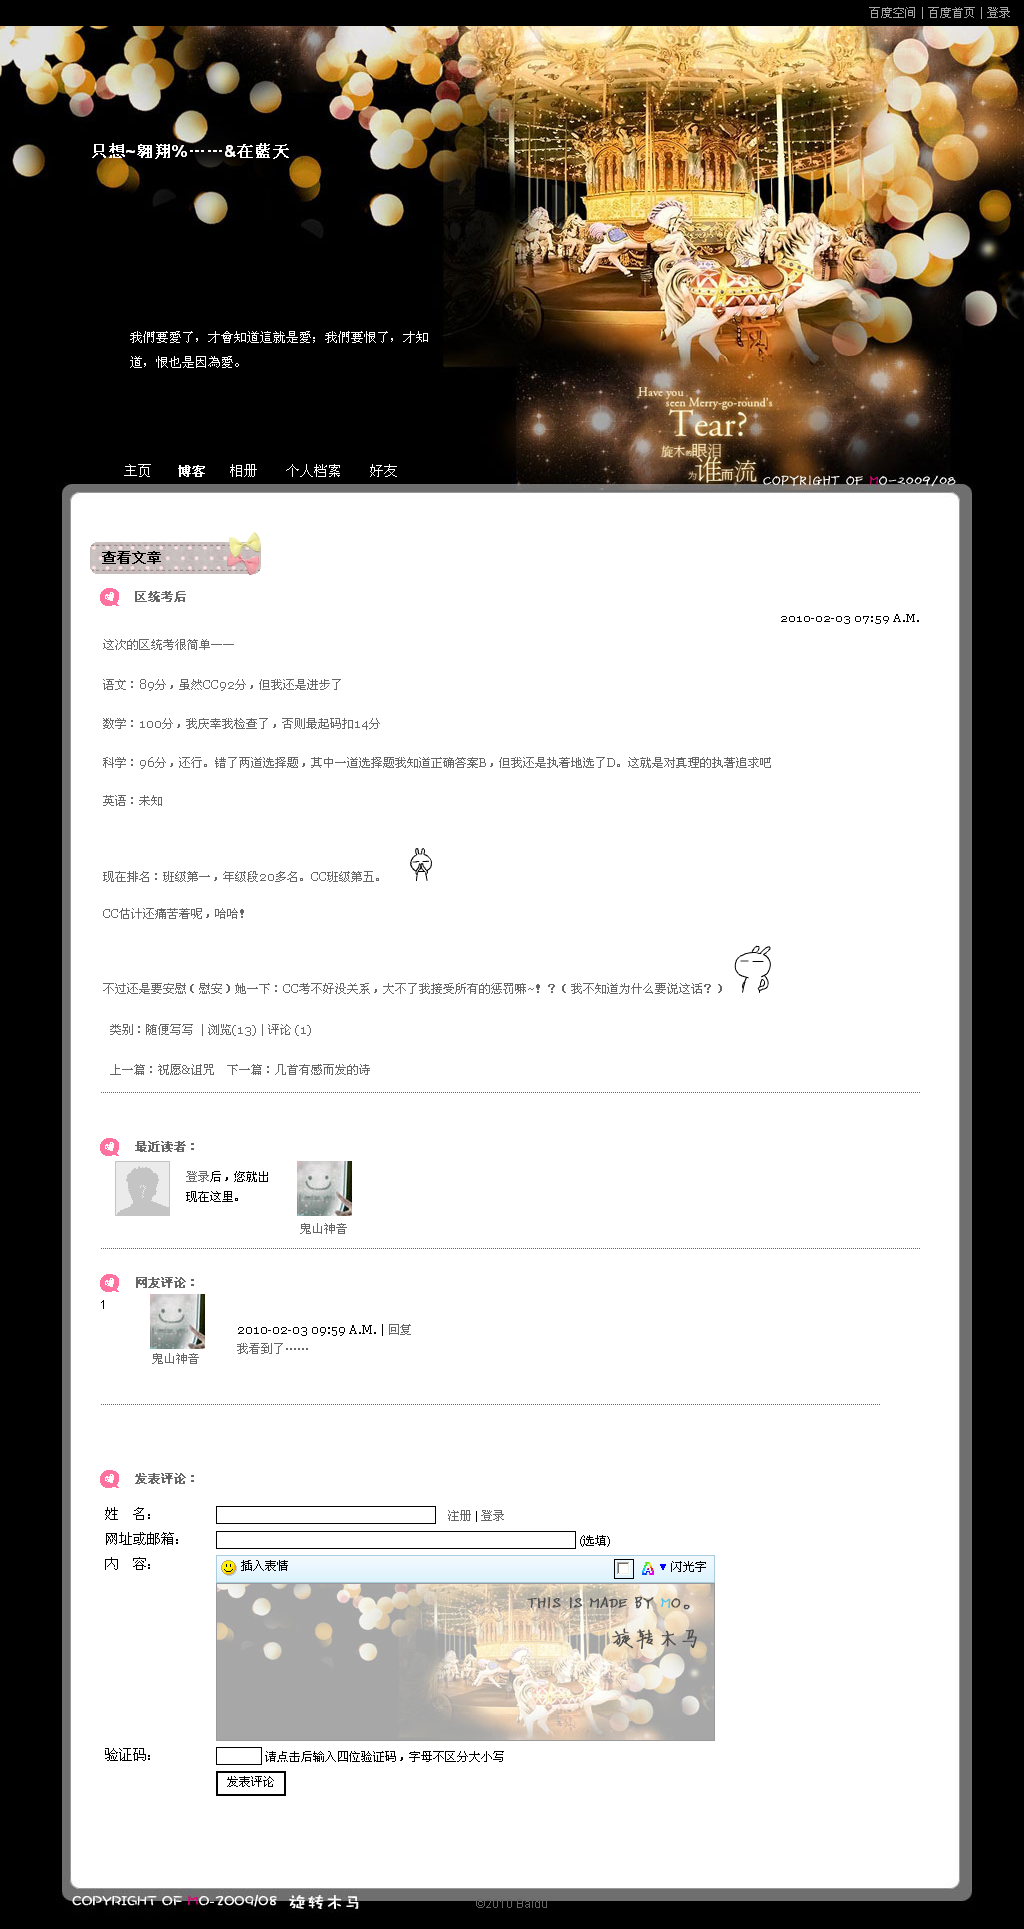 百度空间 | 百度首页 | 登录
只想~翱翔%……&在藍天
我們要愛了，才會知道這就是愛；我們要恨了，才知
道，恨也是因為愛。
Have you
seen Merry-go-round's
Tear?
旋木的眼泪
为谁而流
COPYRIGHT OF MO-2009/08
主页 博客 相册 个人档案 好友
查看文章
区统考后
2010-02-03 07:59 A.M.
这次的区统考很简单——
语文：89分，虽然CC92分，但我还是进步了
数学：100分，我庆幸我检查了，否则最起码扣14分
科学：96分，还行。错了两道选择题，其中一道选择题我知道正确答案B，但我还是执着地选了D。这就是对真理的执著追求吧
英语：未知
现在排名：班级第一，年级段20多名。CC班级第五。
CC估计还痛苦着呢，哈哈！
不过还是要安慰（慰安）她一下：CC考不好没关系，大不了我接受所有的惩罚嘛~！？（我不知道为什么要说这话？）
类别：随便写写 | 浏览(13) | 评论 (1)
上一篇：祝愿&诅咒 下一篇：几首有感而发的诗
最近读者：
登录后，您就出
现在这里。
鬼山神音
网友评论：
1
2010-02-03 09:59 A.M. | 回复
我看到了……
鬼山神音
发表评论：
姓 名： 注册 | 登录
网址或邮箱： (选填)
内 容： 插入表情 闪光字
THIS IS MADE BY MO。
旋转木马
验证码： 请点击后输入四位验证码，字母不区分大小写
发表评论
COPYRIGHT OF MO-2009/08 旋转木马
©2010 Baidu